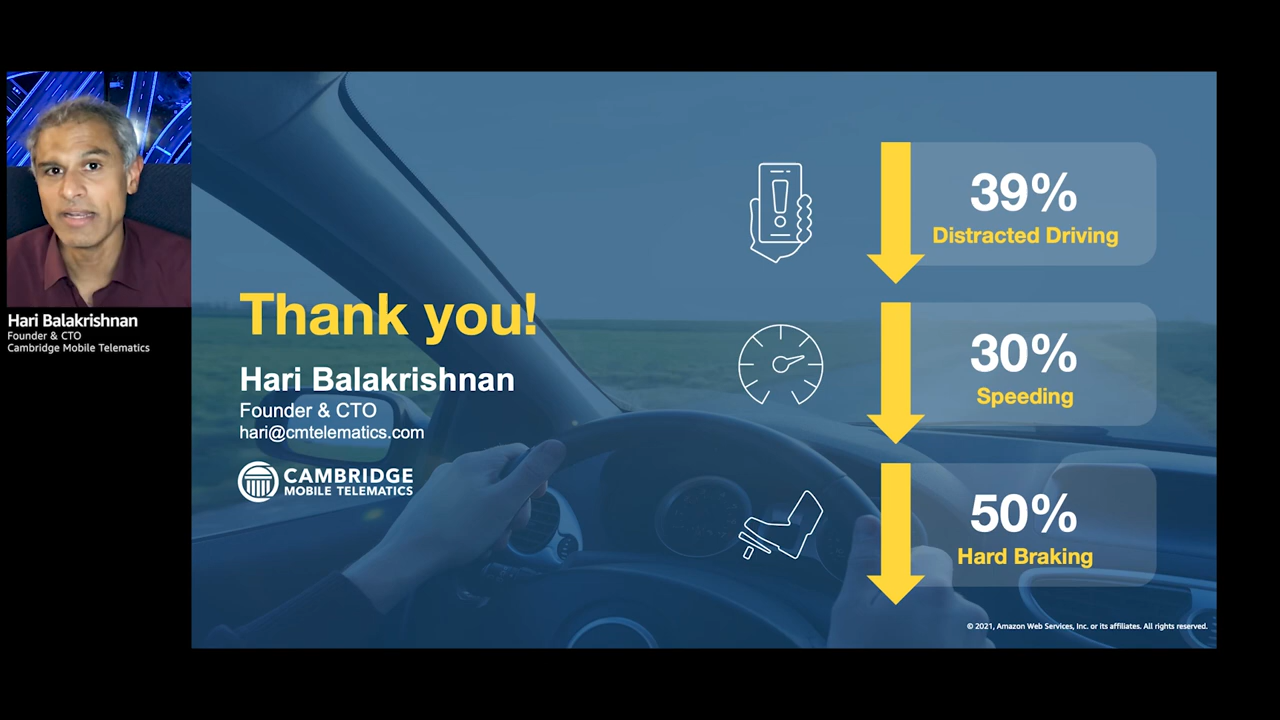 Hari Balakrishnan
Founder & CTO
Cambridge Mobile Telematics
Thank you!
Hari Balakrishnan
Founder & CTO
hari@cmtelematics.com
CAMBRIDGE
MOBILE TELEMATICS
39%
Distracted Driving
30%
Speeding
50%
Hard Braking
© 2021, Amazon Web Services, Inc. or its affiliates. All rights reserved.